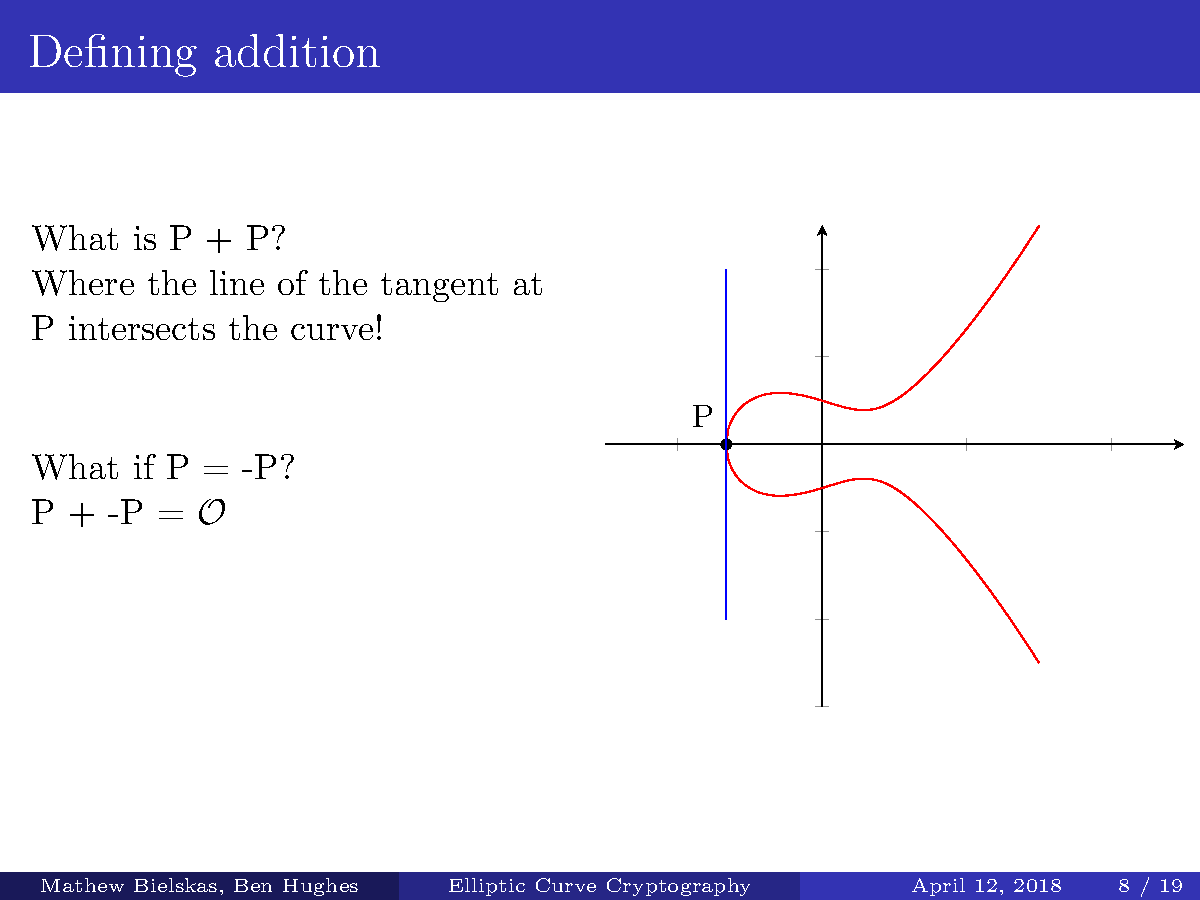 Defining addition
What is P + P?
Where the line of the tangent at
P intersects the curve!
What if P = -P?
P + -P = 𝒪
P
Mathew Bielskas, Ben Hughes
Elliptic Curve Cryptography
April 12, 2018
8 / 19